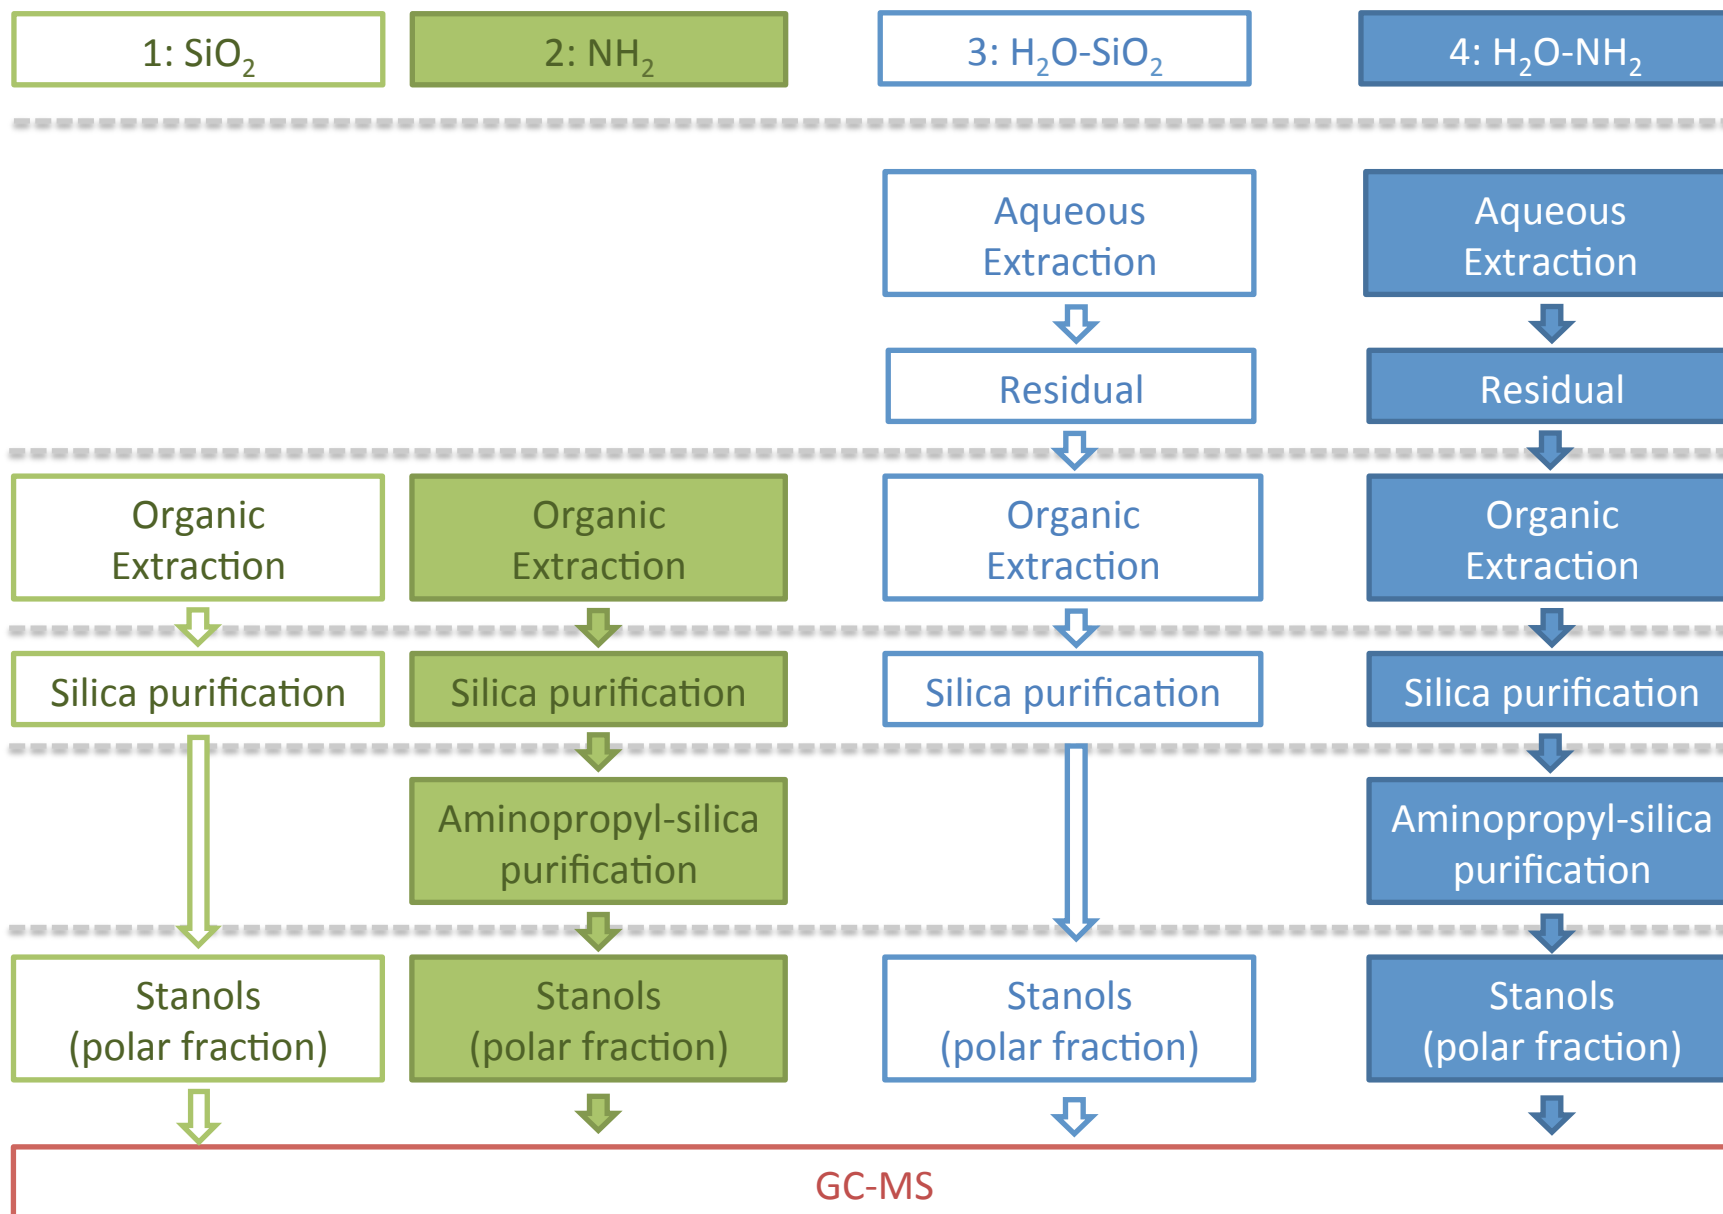 1: SiO₂
2: NH₂
3: H₂O-SiO₂
4: H₂O-NH₂
Aqueous
Extraction
Aqueous
Extraction
Residual
Residual
Organic
Extraction
Organic
Extraction
Organic
Extraction
Organic
Extraction
Silica purification
Silica purification
Silica purification
Silica purification
Aminopropyl-silica
purification
Aminopropyl-silica
purification
Stanols
(polar fraction)
Stanols
(polar fraction)
Stanols
(polar fraction)
Stanols
(polar fraction)
GC-MS